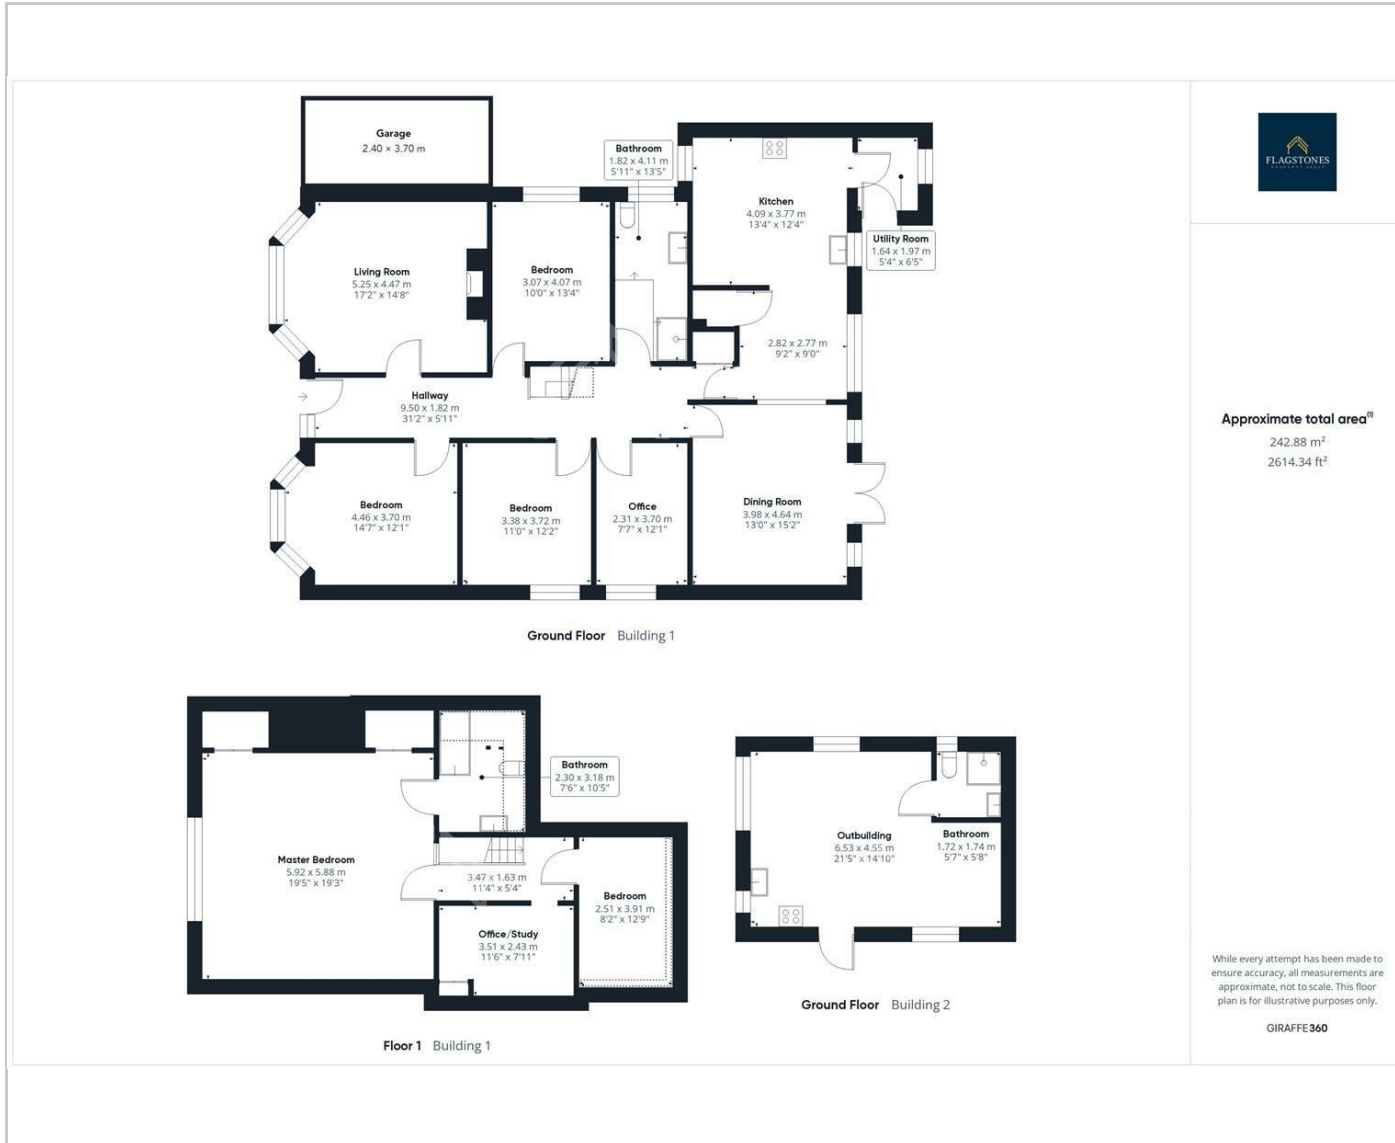 Garage
2.40 × 3.70 m
Bathroom
1.82 x 4.11 m
5'11" x 13'5"
Kitchen
4.09 x 3.77 m
13'4" x 12'4"
Utility Room
1.64 x 1.97 m
5'4" x 6'5"
Living Room
5.25 x 4.47 m
17'2" x 14'8"
Bedroom
3.07 x 4.07 m
10'0" x 13'4"
2.82 x 2.77 m
9'2" x 9'0"
Hallway
9.50 x 1.82 m
31'2" x 5'11"
Bedroom
4.46 x 3.70 m
14'7" x 12'1"
Bedroom
3.38 x 3.72 m
11'0" x 12'2"
Office
2.31 x 3.70 m
7'7" x 12'1"
Dining Room
3.98 x 4.64 m
13'0" x 15'2"
Ground Floor Building 1
Bathroom
2.30 x 3.18 m
7'6" x 10'5"
Master Bedroom
5.92 x 5.88 m
19'5" x 19'3"
3.47 x 1.63 m
11'4" x 5'4"
Bedroom
2.51 x 3.91 m
8'2" x 12'9"
Office/Study
3.51 x 2.43 m
11'6" x 7'11"
Floor 1 Building 1
Outbuilding
6.53 x 4.55 m
21'5" x 14'10"
Bathroom
1.72 x 1.74 m
5'7" x 5'8"
Ground Floor Building 2
FLAGSTONES
PROPERTY GROUP
Approximate total area⁽¹⁾
242.88 m²
2614.34 ft²
While every attempt has been made to
ensure accuracy, all measurements are
approximate, not to scale. This floor
plan is for illustrative purposes only.
GIRAFFE360